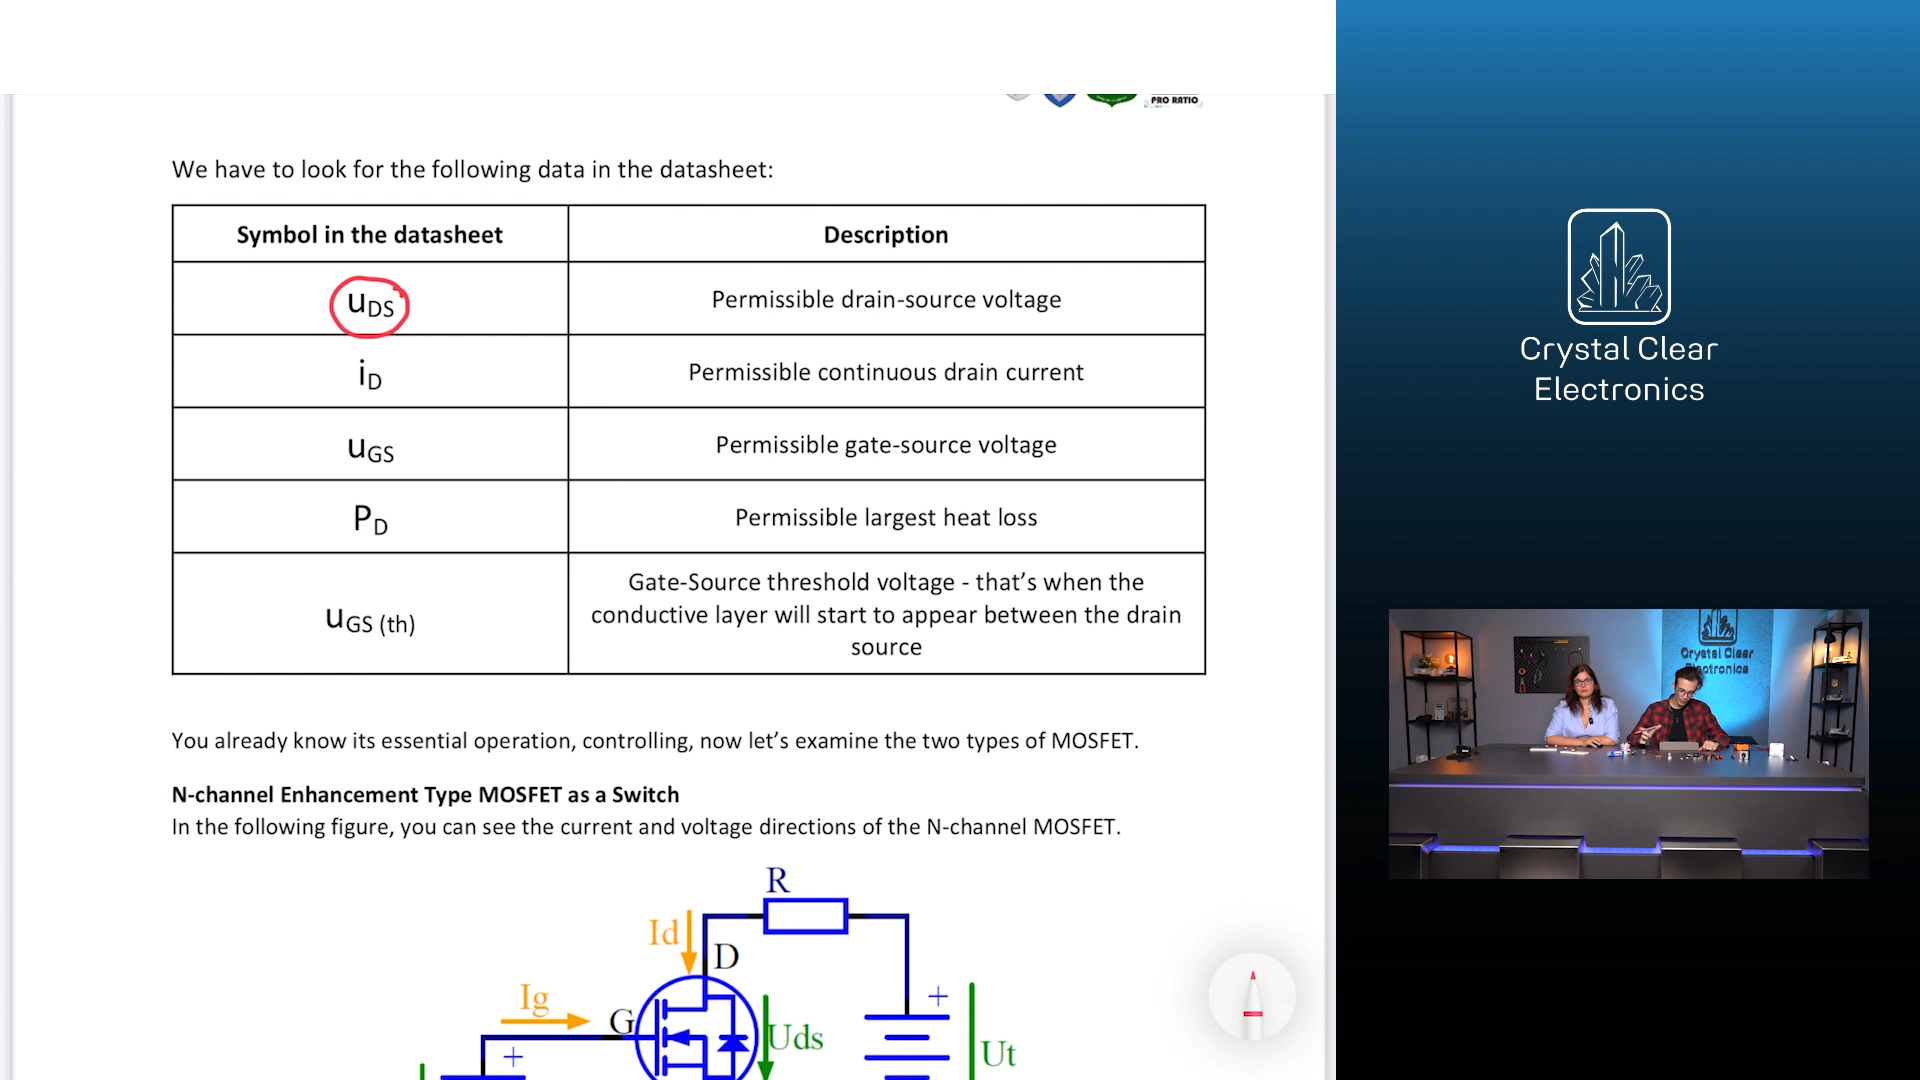 PRO RATIO
We have to look for the following data in the datasheet:
Symbol in the datasheet
Description
uDS
Permissible drain-source voltage
iD
Permissible continuous drain current
uGS
Permissible gate-source voltage
PD
Permissible largest heat loss
uGS (th)
Gate-Source threshold voltage - that’s when the
conductive layer will start to appear between the drain
source
You already know its essential operation, controlling, now let’s examine the two types of MOSFET.
N-channel Enhancement Type MOSFET as a Switch
In the following figure, you can see the current and voltage directions of the N-channel MOSFET.
R
Id
D
Ig
G
+
+
Uds
Ut
Crystal Clear
Electronics
Crystal Clear
Electronics